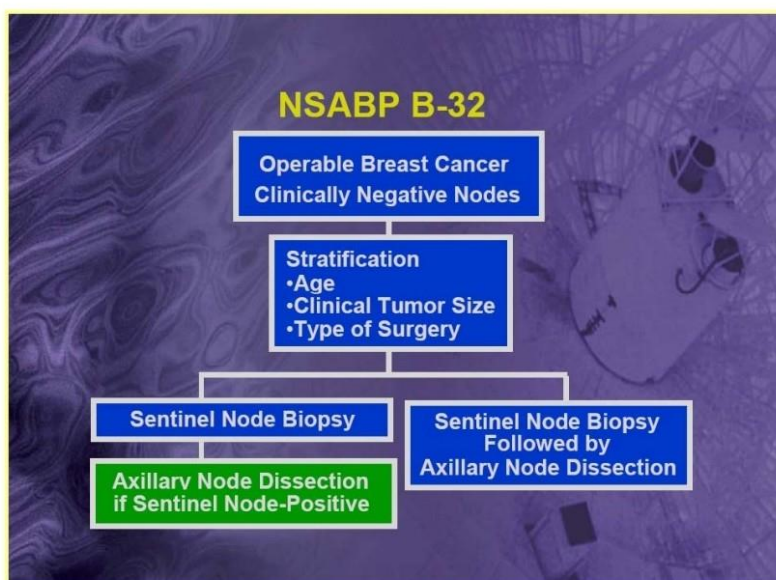 NSABP B-32
Operable Breast Cancer
Clinically Negative Nodes
Stratification
•Age
•Clinical Tumor Size
•Type of Surgery
Sentinel Node Biopsy
Axillary Node Dissection
if Sentinel Node-Positive
Sentinel Node Biopsy
Followed by
Axillary Node Dissection